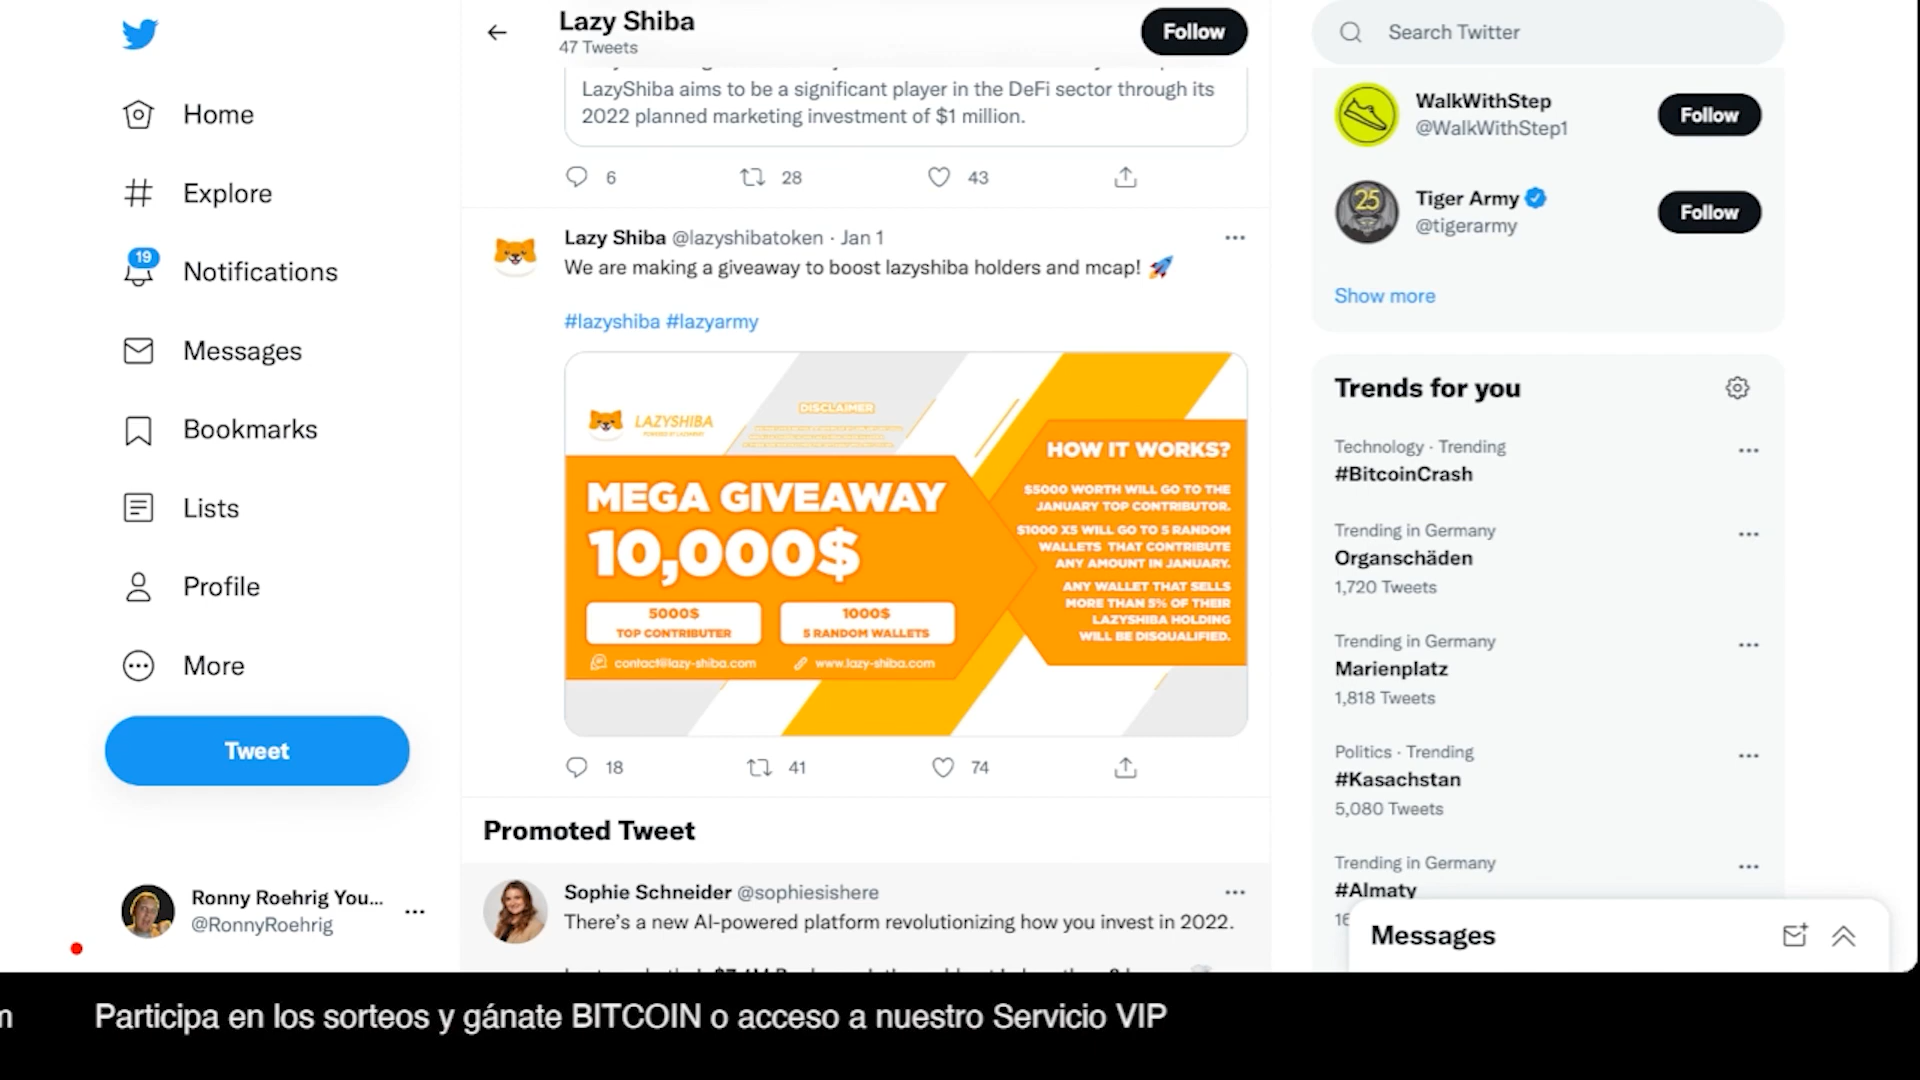 Home
Explore
19
Notifications
Messages
Bookmarks
Lists
Profile
More
Tweet
Ronny Roehrig You...
@RonnyRoehrig
Lazy Shiba
47 Tweets
Follow
LazyShiba aims to be a significant player in the DeFi sector through its
2022 planned marketing investment of $1 million.
6 28 43
Lazy Shiba @lazyshibatoken · Jan 1
We are making a giveaway to boost lazyshiba holders and mcap! 🚀
#lazyshiba #lazyarmy
LAZYSHIBA
DISCLAIMER
MEGA GIVEAWAY
10,000$
5000$
TOP CONTRIBUTER
1000$
5 RANDOM WALLETS
contact@lazy-shiba.com
www.lazy-shiba.com
HOW IT WORKS?
$5000 WORTH WILL GO TO THE
JANUARY TOP CONTRIBUTOR.
$1000 X5 WILL GO TO 5 RANDOM
WALLETS THAT CONTRIBUTE
ANY AMOUNT IN JANUARY.
ANY WALLET THAT SELLS
MORE THAN 5% OF THEIR
LAZYSHIBA HOLDING
WILL BE DISQUALIFIED.
18 41 74
Promoted Tweet
Sophie Schneider @sophiesishere
There's a new AI-powered platform revolutionizing how you invest in 2022.
Search Twitter
WalkWithStep
@WalkWithStep1
Follow
25
Tiger Army
@tigerarmy
Follow
Show more
Trends for you
Technology · Trending
#BitcoinCrash
Trending in Germany
Organschäden
1,720 Tweets
Trending in Germany
Marienplatz
1,818 Tweets
Politics · Trending
#Kasachstan
5,080 Tweets
Trending in Germany
#Almaty
Messages
Participa en los sorteos y gánate BITCOIN o acceso a nuestro Servicio VIP